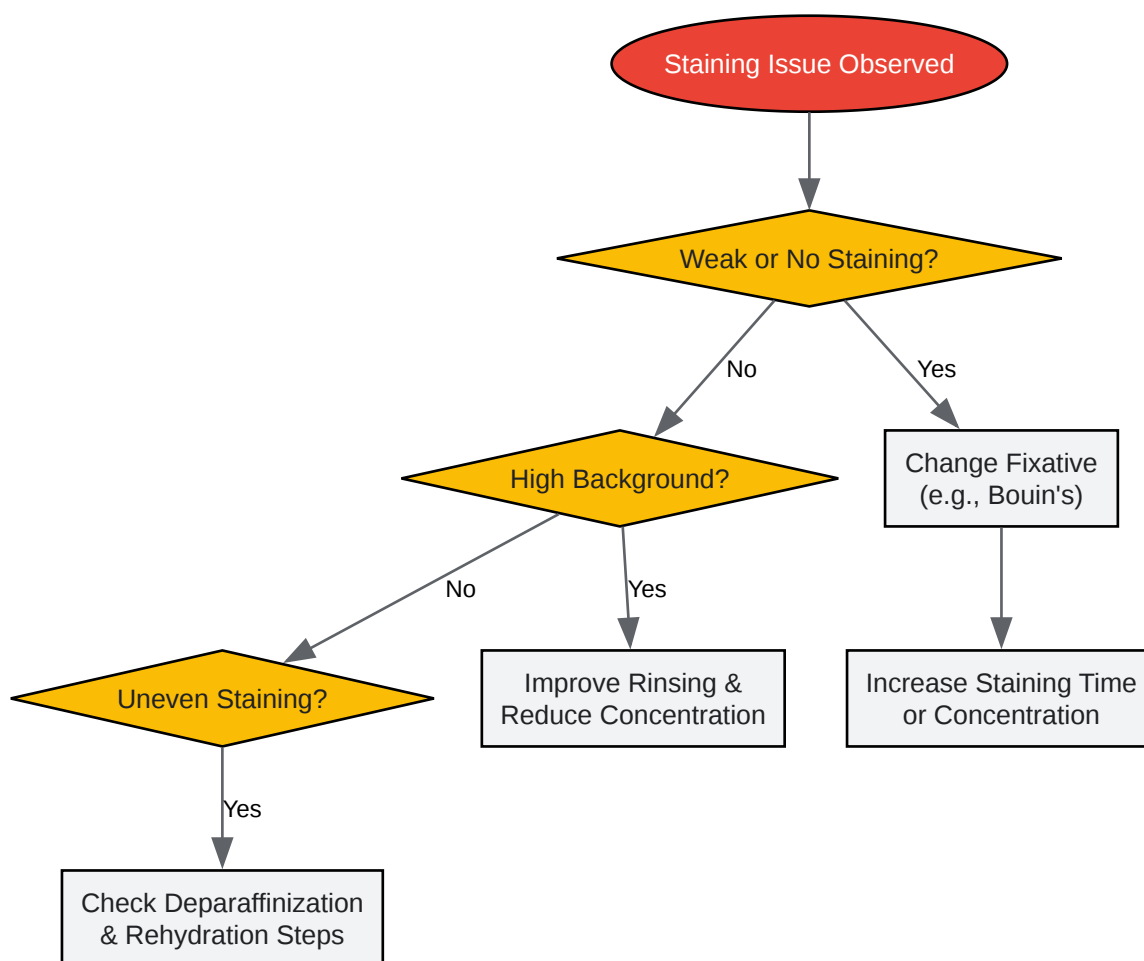 Staining Issue Observed
Weak or No Staining?
No
Yes
High Background?
Change Fixative
(e.g., Bouin's)
No
Yes
Uneven Staining?
Improve Rinsing &
Reduce Concentration
Increase Staining Time
or Concentration
Yes
Check Deparaffinization
& Rehydration Steps